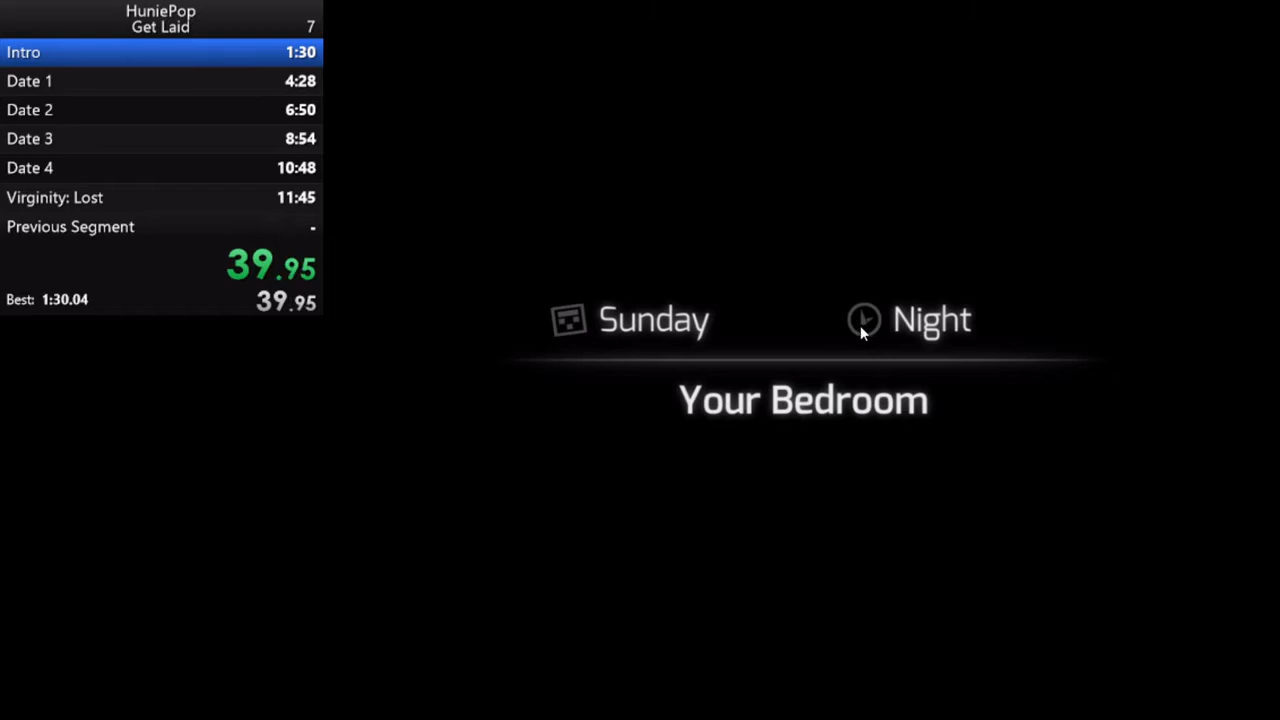 HuniePop
Get Laid 7
Intro 1:30
Date 1 4:28
Date 2 6:50
Date 3 8:54
Date 4 10:48
Virginity: Lost 11:45
Previous Segment -
39.95
Best: 1:30.04 39.95
Sunday Night
Your Bedroom